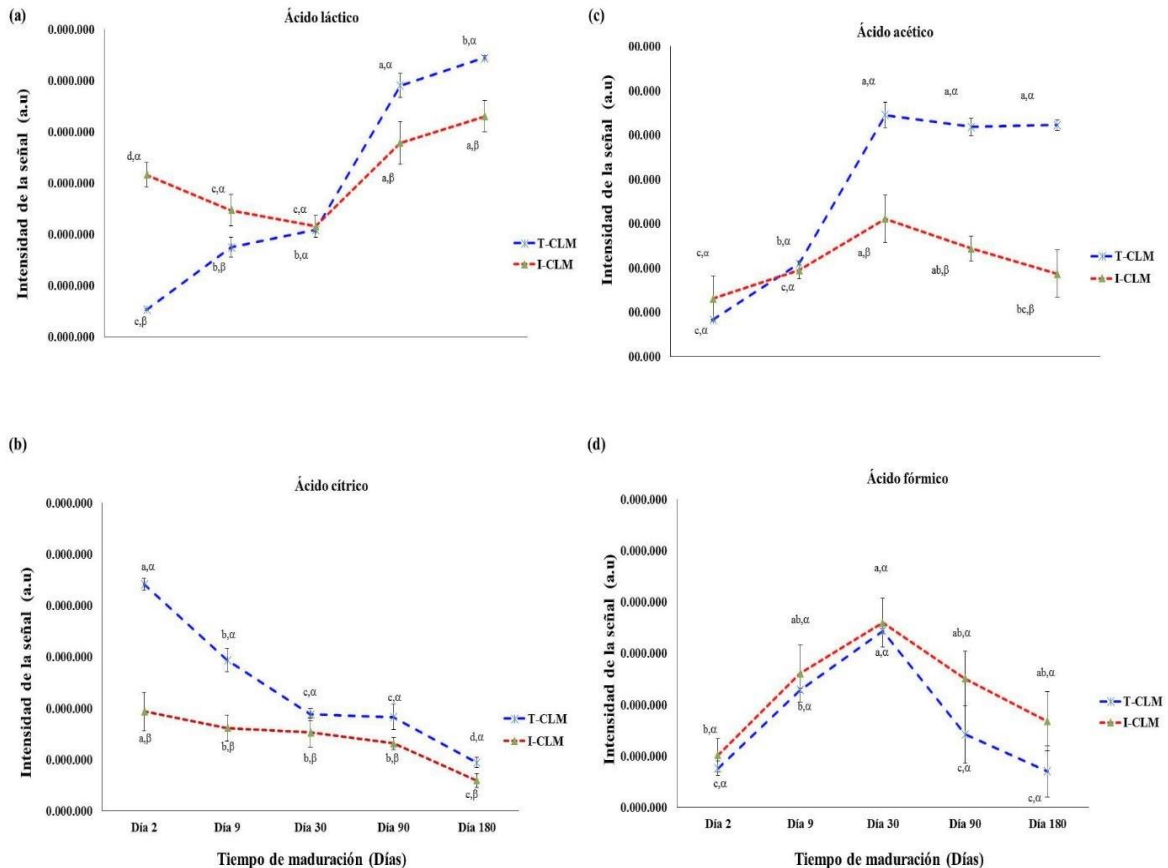 (a)
Ácido láctico
Intensidad de la señal (a.u)
0.000.000
0.000.000
0.000.000
0.000.000
0.000.000
0.000.000
0.000.000
d,α
c,α
c,α
a,α
b,α
c,β
b,β
b,α
a,β
a,β
T-CLM
I-CLM
(c)
Ácido acético
Intensidad de la señal (a.u)
00.000
00.000
00.000
00.000
00.000
00.000
00.000
00.000
c,α
b,α
a,α
a,α
a,α
c,α
c,α
a,β
ab,β
bc,β
T-CLM
I-CLM
(b)
Ácido cítrico
Intensidad de la señal (a.u)
0.000.000
0.000.000
0.000.000
0.000.000
0.000.000
0.000.000
0.000.000
a,α
b,α
c,α
c,α
d,α
a,β
b,β
b,β
b,β
c,β
T-CLM
I-CLM
Día 2 Día 9 Día 30 Día 90 Día 180
Tiempo de maduración (Días)
(d)
Ácido fórmico
Intensidad de la señal (a.u)
0.000.000
0.000.000
0.000.000
0.000.000
0.000.000
0.000.000
0.000.000
b,α
ab,α
a,α
ab,α
ab,α
c,α
b,α
a,α
c,α
c,α
T-CLM
I-CLM
Día 2 Día 9 Día 30 Día 90 Día 180
Tiempo de maduración (Días)